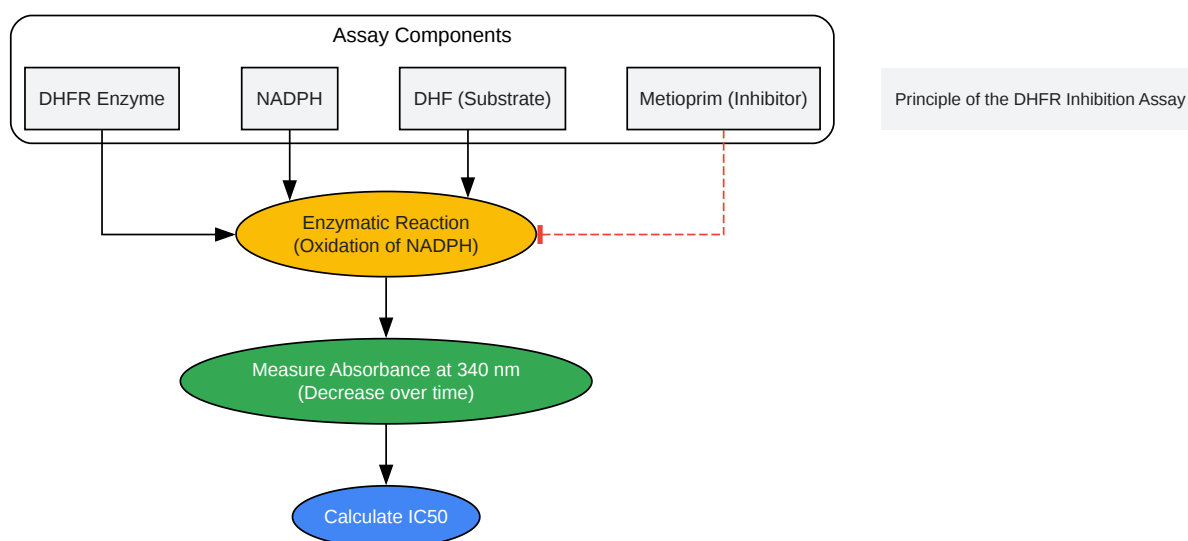 Assay Components
DHFR Enzyme
NADPH
DHF (Substrate)
Metioprim (Inhibitor)
Principle of the DHFR Inhibition Assay
Enzymatic Reaction
(Oxidation of NADPH)
Measure Absorbance at 340 nm
(Decrease over time)
Calculate IC50